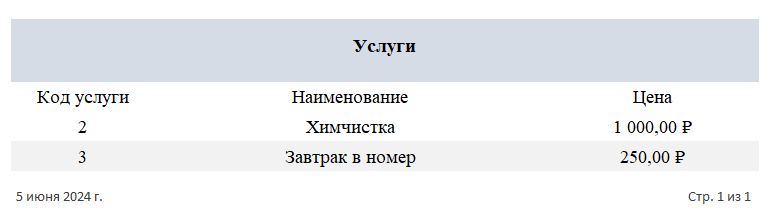 Услуги
Код услуги Наименование Цена
2 Химчистка 1 000,00 ₽
3 Завтрак в номер 250,00 ₽
5 июня 2024 г. Стр. 1 из 1